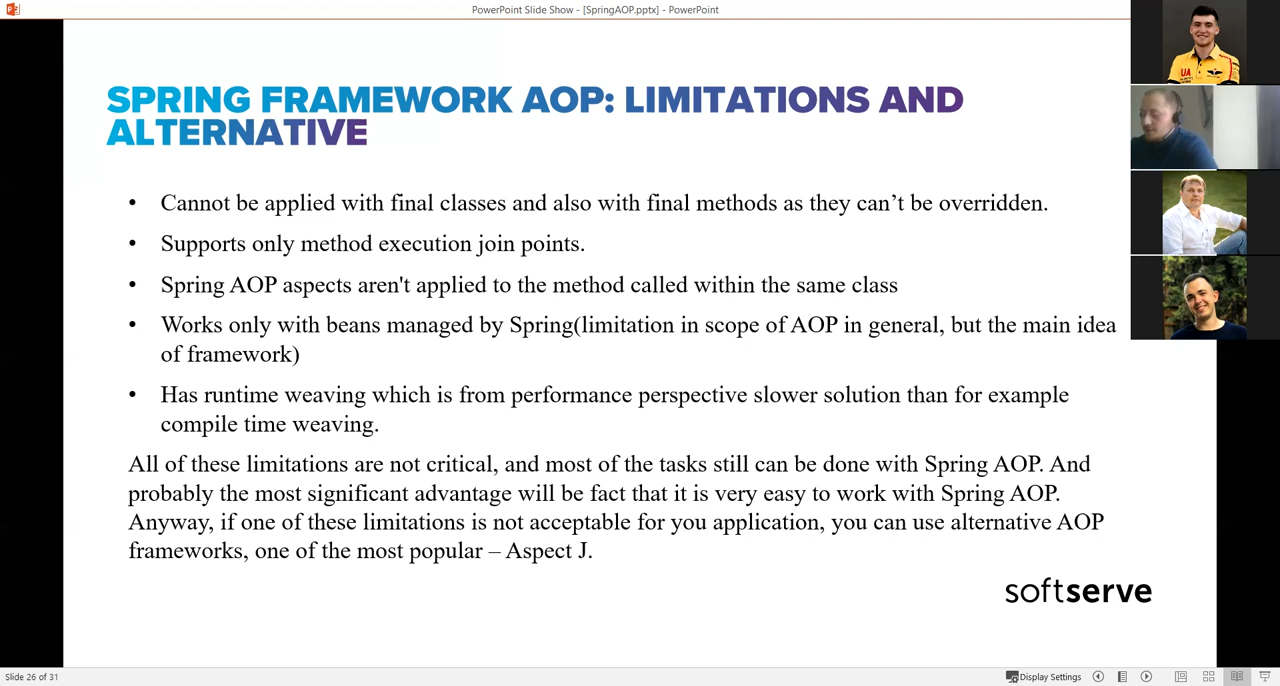 PowerPoint Slide Show - [SpringAOP.pptx] - PowerPoint
SPRING FRAMEWORK AOP: LIMITATIONS AND
ALTERNATIVE
• Cannot be applied with final classes and also with final methods as they can’t be overridden.
• Supports only method execution join points.
• Spring AOP aspects aren't applied to the method called within the same class
• Works only with beans managed by Spring(limitation in scope of AOP in general, but the main idea
of framework)
• Has runtime weaving which is from performance perspective slower solution than for example
compile time weaving.
All of these limitations are not critical, and most of the tasks still can be done with Spring AOP. And
probably the most significant advantage will be fact that it is very easy to work with Spring AOP.
Anyway, if one of these limitations is not acceptable for you application, you can use alternative AOP
frameworks, one of the most popular – Aspect J.
softserve
UA
Slide 26 of 31
Display Settings